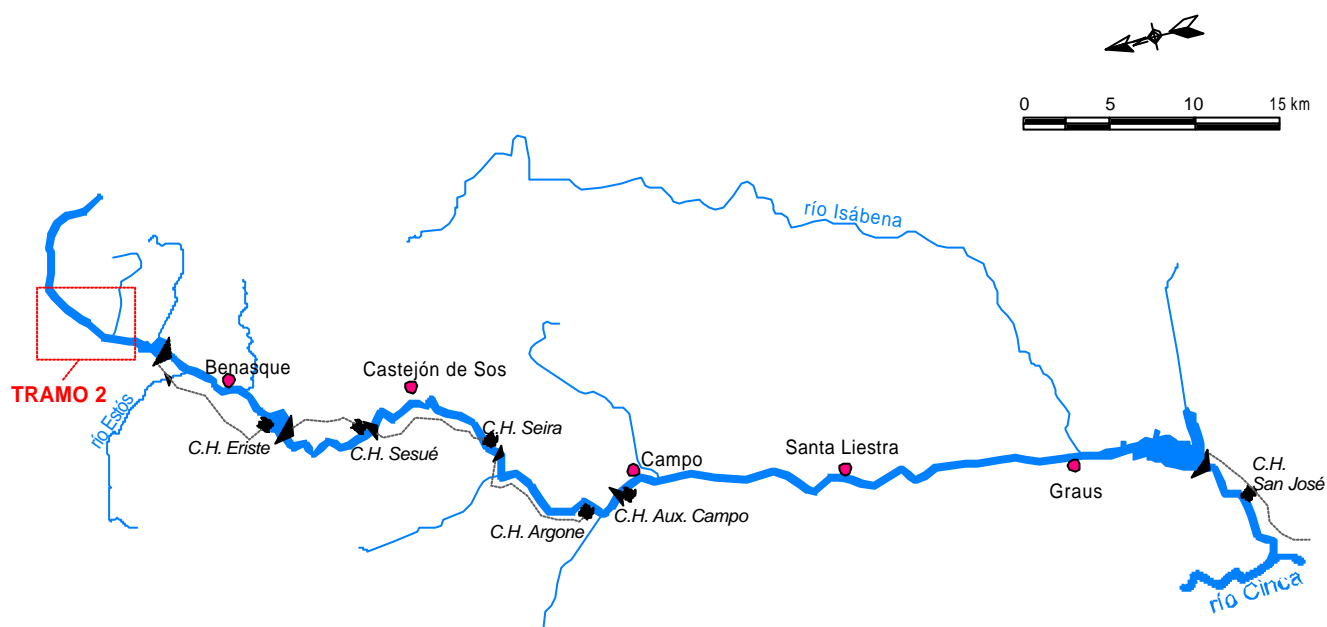 0 5 10 15 km
río Isábena
TRAMO 2
río Estós
Benasque
Castejón de Sos
C.H. Eriste
C.H. Sesué
C.H. Seira
C.H. Argone
Campo
C.H. Aux. Campo
Santa Liestra
Graus
C.H.
San José
río Cinca